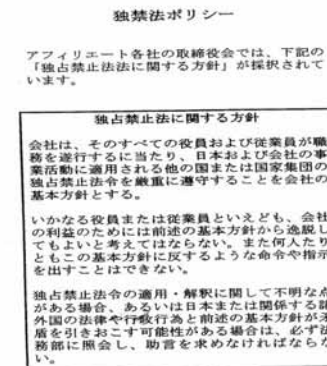 独禁法ポリシー
アフィリエート各社の取締役会では、下記の
「独占禁止法法に関する方針」が採択されて
います。
独占禁止法に関する方針
会社は、そのすべての役員および従業員が職
務を遂行するに当たり、日本および会社の事
業活動に適用される他の国または国家集団の
独占禁止法令を厳重に遵守することを会社の
基本方針とする。
いかなる役員または従業員といえども、会社
の利益のためには前述の基本方針から逸脱し
てもよいと考えてはならない。また何人たり
ともこの基本方針に反するような命令や指示
を出すことはできない。
独占禁止法令の適用・解釈に関して不明な点
がある場合、あるいは日本または関係する諸
外国の法律や行政行為と前述の基本方針が矛
盾を引きおこす可能性がある場合は、必ず法
務部に照会し、助言を求めなければならな
い。